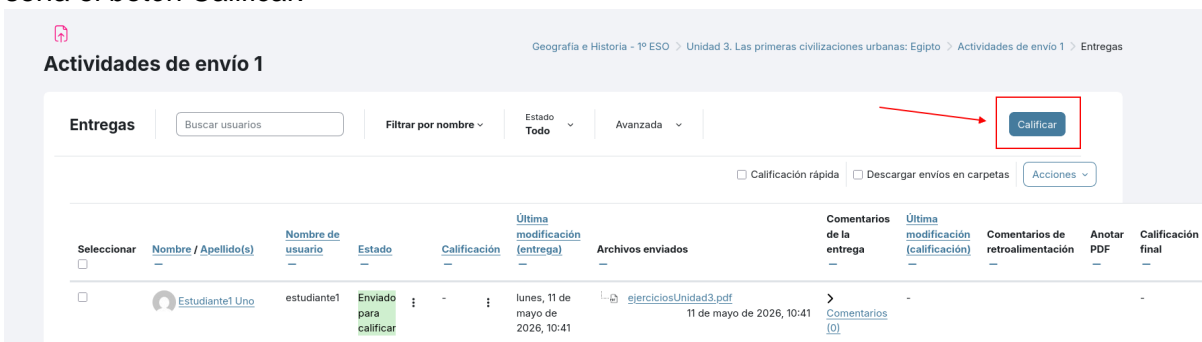 Geografía e Historia - 1º ESO > Unidad 3. Las primeras civilizaciones urbanas: Egipto > Actividades de envío 1 > Entregas
Actividades de envío 1
Entregas
Buscar usuarios
Filtrar por nombre
Estado
Todo
Avanzada
Calificar
Calificación rápida
Descargar envíos en carpetas
Acciones
Seleccionar
Nombre / Apellido(s)
Nombre de
usuario
Estado
Calificación
Última
modificación
(entrega)
Archivos enviados
Comentarios
de la
entrega
Última
modificación
(calificación)
Comentarios de
retroalimentación
Anotar
PDF
Calificación
final
Estudiante1 Uno
estudiante1
Enviado
para
calificar
-
lunes, 11 de
mayo de
2026, 10:41
ejerciciosUnidad3.pdf
11 de mayo de 2026, 10:41
Comentarios
(0)
-
-